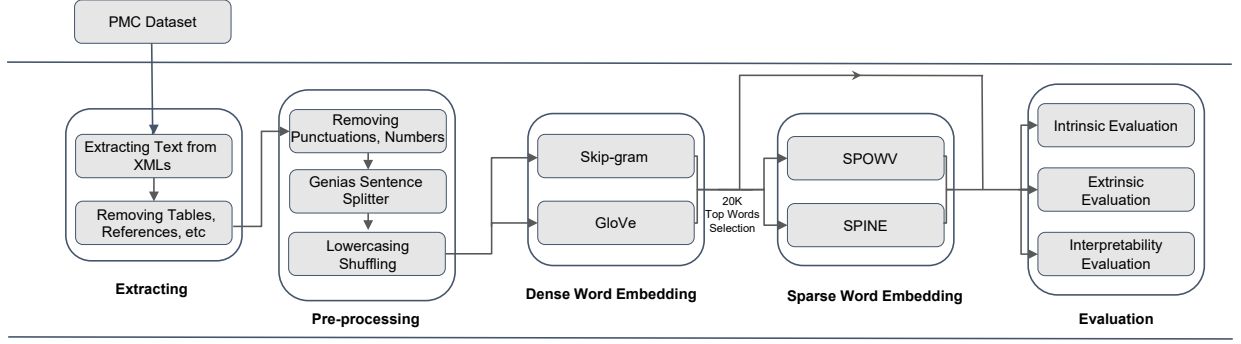 PMC Dataset
Extracting Text from
XMLs
Removing Tables,
References, etc
Extracting
Removing
Punctuations, Numbers
Genias Sentence
Splitter
Lowercasing
Shuffling
Pre-processing
Skip-gram
GloVe
Dense Word Embedding
20K
Top Words
Selection
SPOWV
SPINE
Sparse Word Embedding
Intrinsic Evaluation
Extrinsic
Evaluation
Interpretability
Evaluation
Evaluation